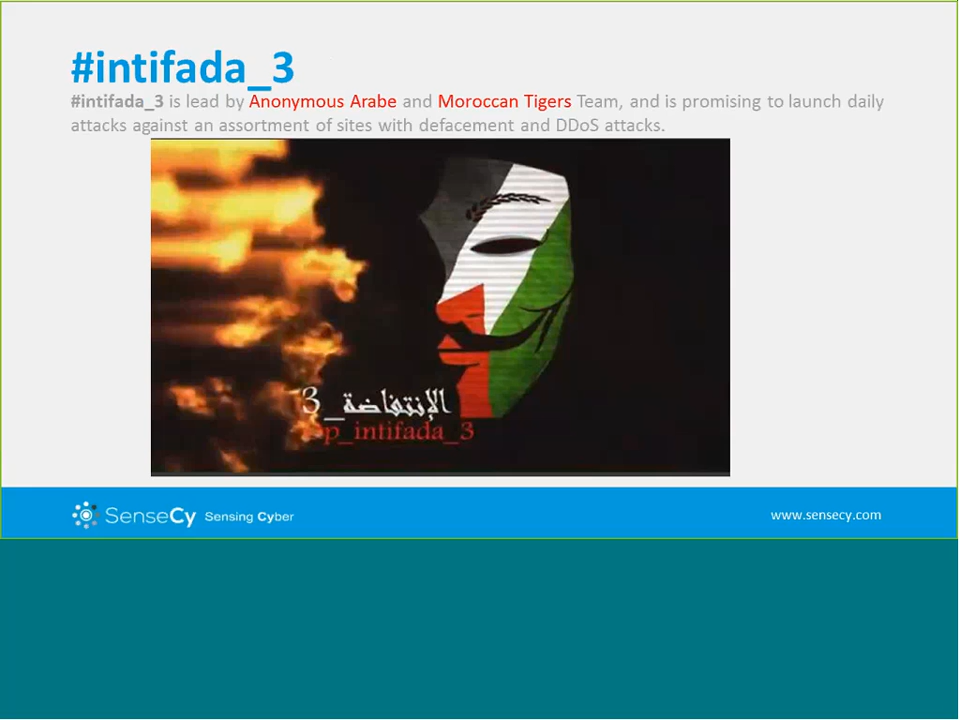 #intifada_3
#intifada_3 is lead by Anonymous Arabe and Moroccan Tigers Team, and is promising to launch daily
attacks against an assortment of sites with defacement and DDoS attacks.
الإنتفاضة_3
op_intifada_3
SenseCy Sensing Cyber
www.sensecy.com